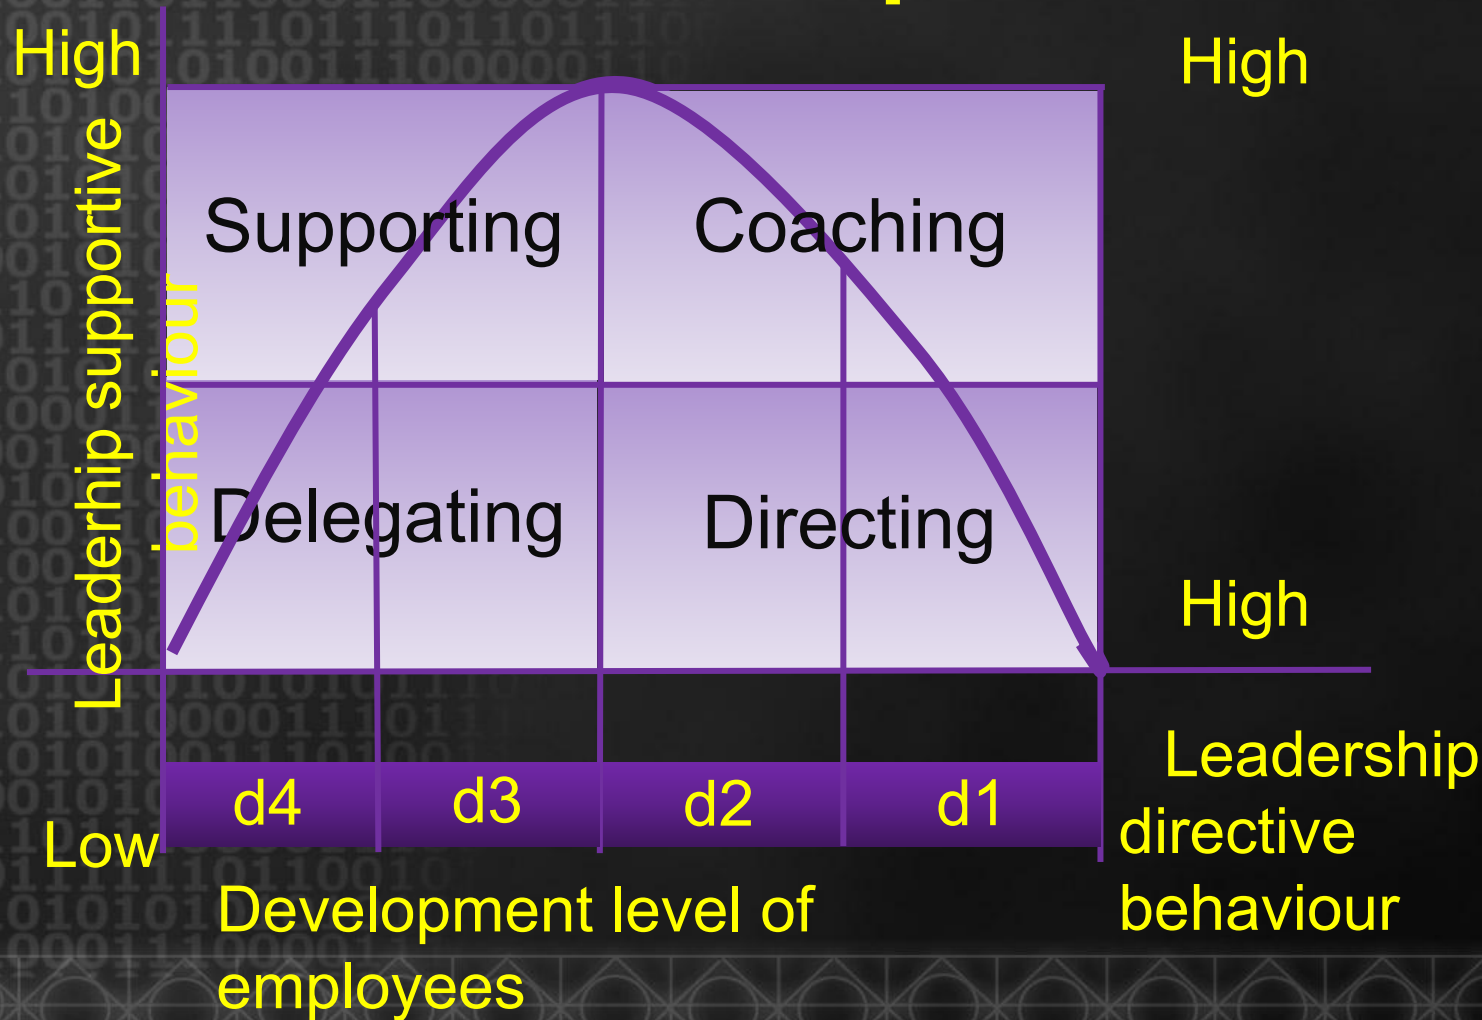 High
High
Leaderhip supportive
behaviour
Supporting
Coaching
Delegating
Directing
High
Leadership
directive
behaviour
d4
d3
d2
d1
Low
Development level of
employees